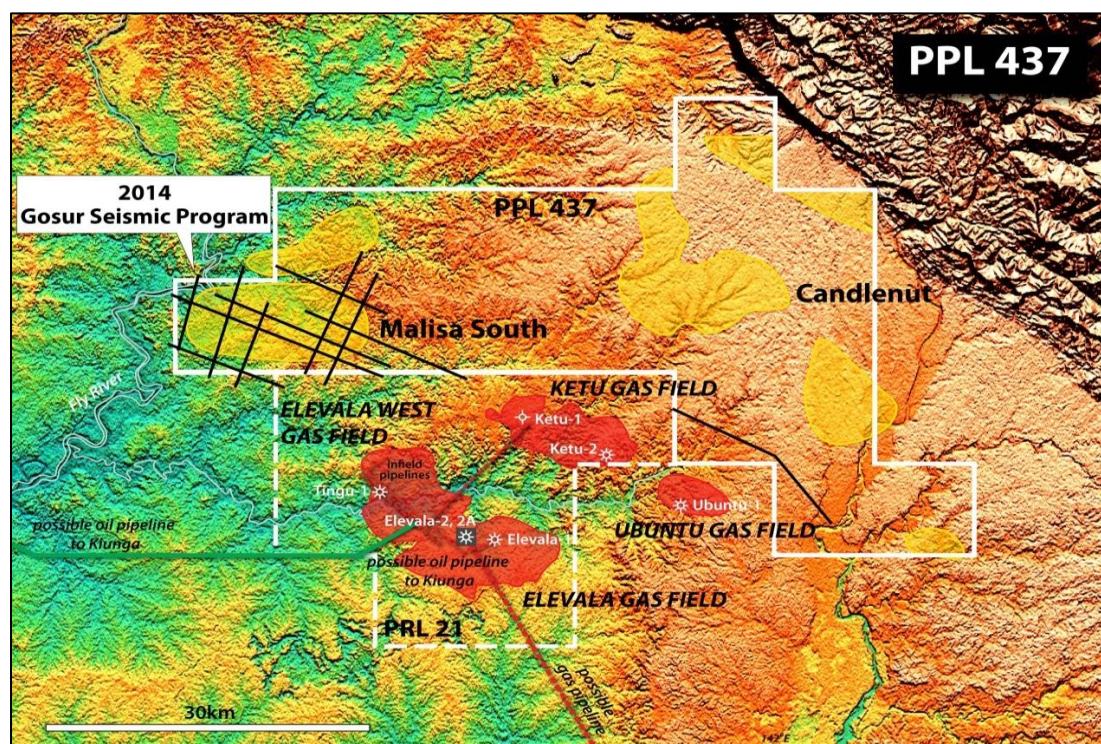 PPL 437
2014
Gosur Seismic Program
PPL 437
Candlenut
Malisa South
Fly River
KETU GAS FIELD
ELEVALA WEST
GAS FIELD
Ketu-1
Ketu-2
infield
pipelines
Tingu-1
Ubuntu-1
Elevala-2, 2A
UBUNTU GAS FIELD
possible oil pipeline
to Kiunga
Elevala-1
possible oil pipeline
to Kiunga
ELEVALA GAS FIELD
PRL 21
possible
gas pipeline
30km
142°E